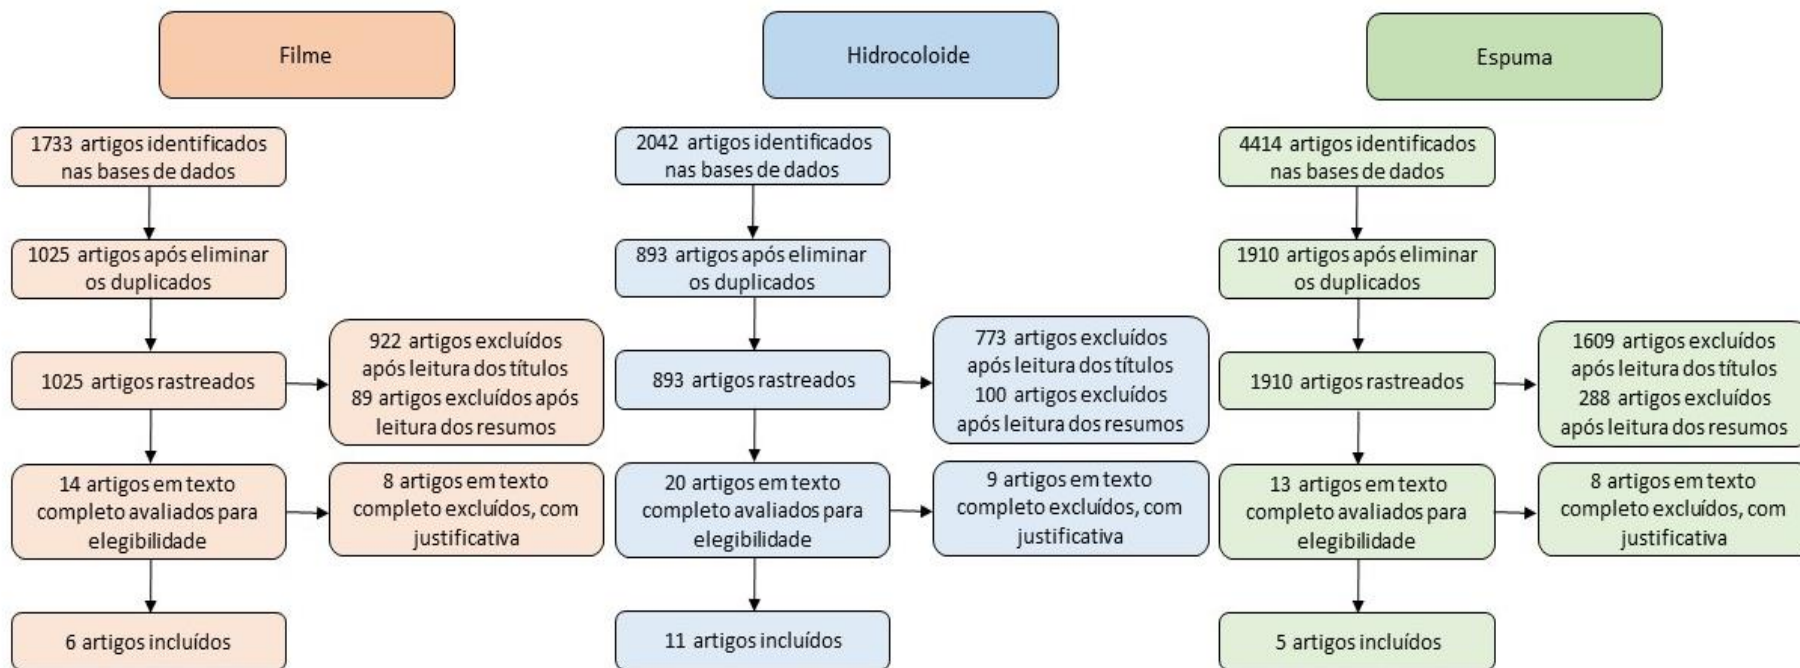 Filme
1733 artigos identificados
nas bases de dados
1025 artigos após eliminar
os duplicados
1025 artigos rastreados
922 artigos excluídos
após leitura dos títulos
89 artigos excluídos após
leitura dos resumos
14 artigos em texto
completo avaliados para
elegibilidade
8 artigos em texto
completo excluídos, com
justificativa
6 artigos incluídos
Hidrocoloide
2042 artigos identificados
nas bases de dados
893 artigos após eliminar
os duplicados
893 artigos rastreados
773 artigos excluídos
após leitura dos títulos
100 artigos excluídos
após leitura dos resumos
20 artigos em texto
completo avaliados para
elegibilidade
9 artigos em texto
completo excluídos, com
justificativa
11 artigos incluídos
Espuma
4414 artigos identificados
nas bases de dados
1910 artigos após eliminar
os duplicados
1910 artigos rastreados
1609 artigos excluídos
após leitura dos títulos
288 artigos excluídos
após leitura dos resumos
13 artigos em texto
completo avaliados para
elegibilidade
8 artigos em texto
completo excluídos, com
justificativa
5 artigos incluídos